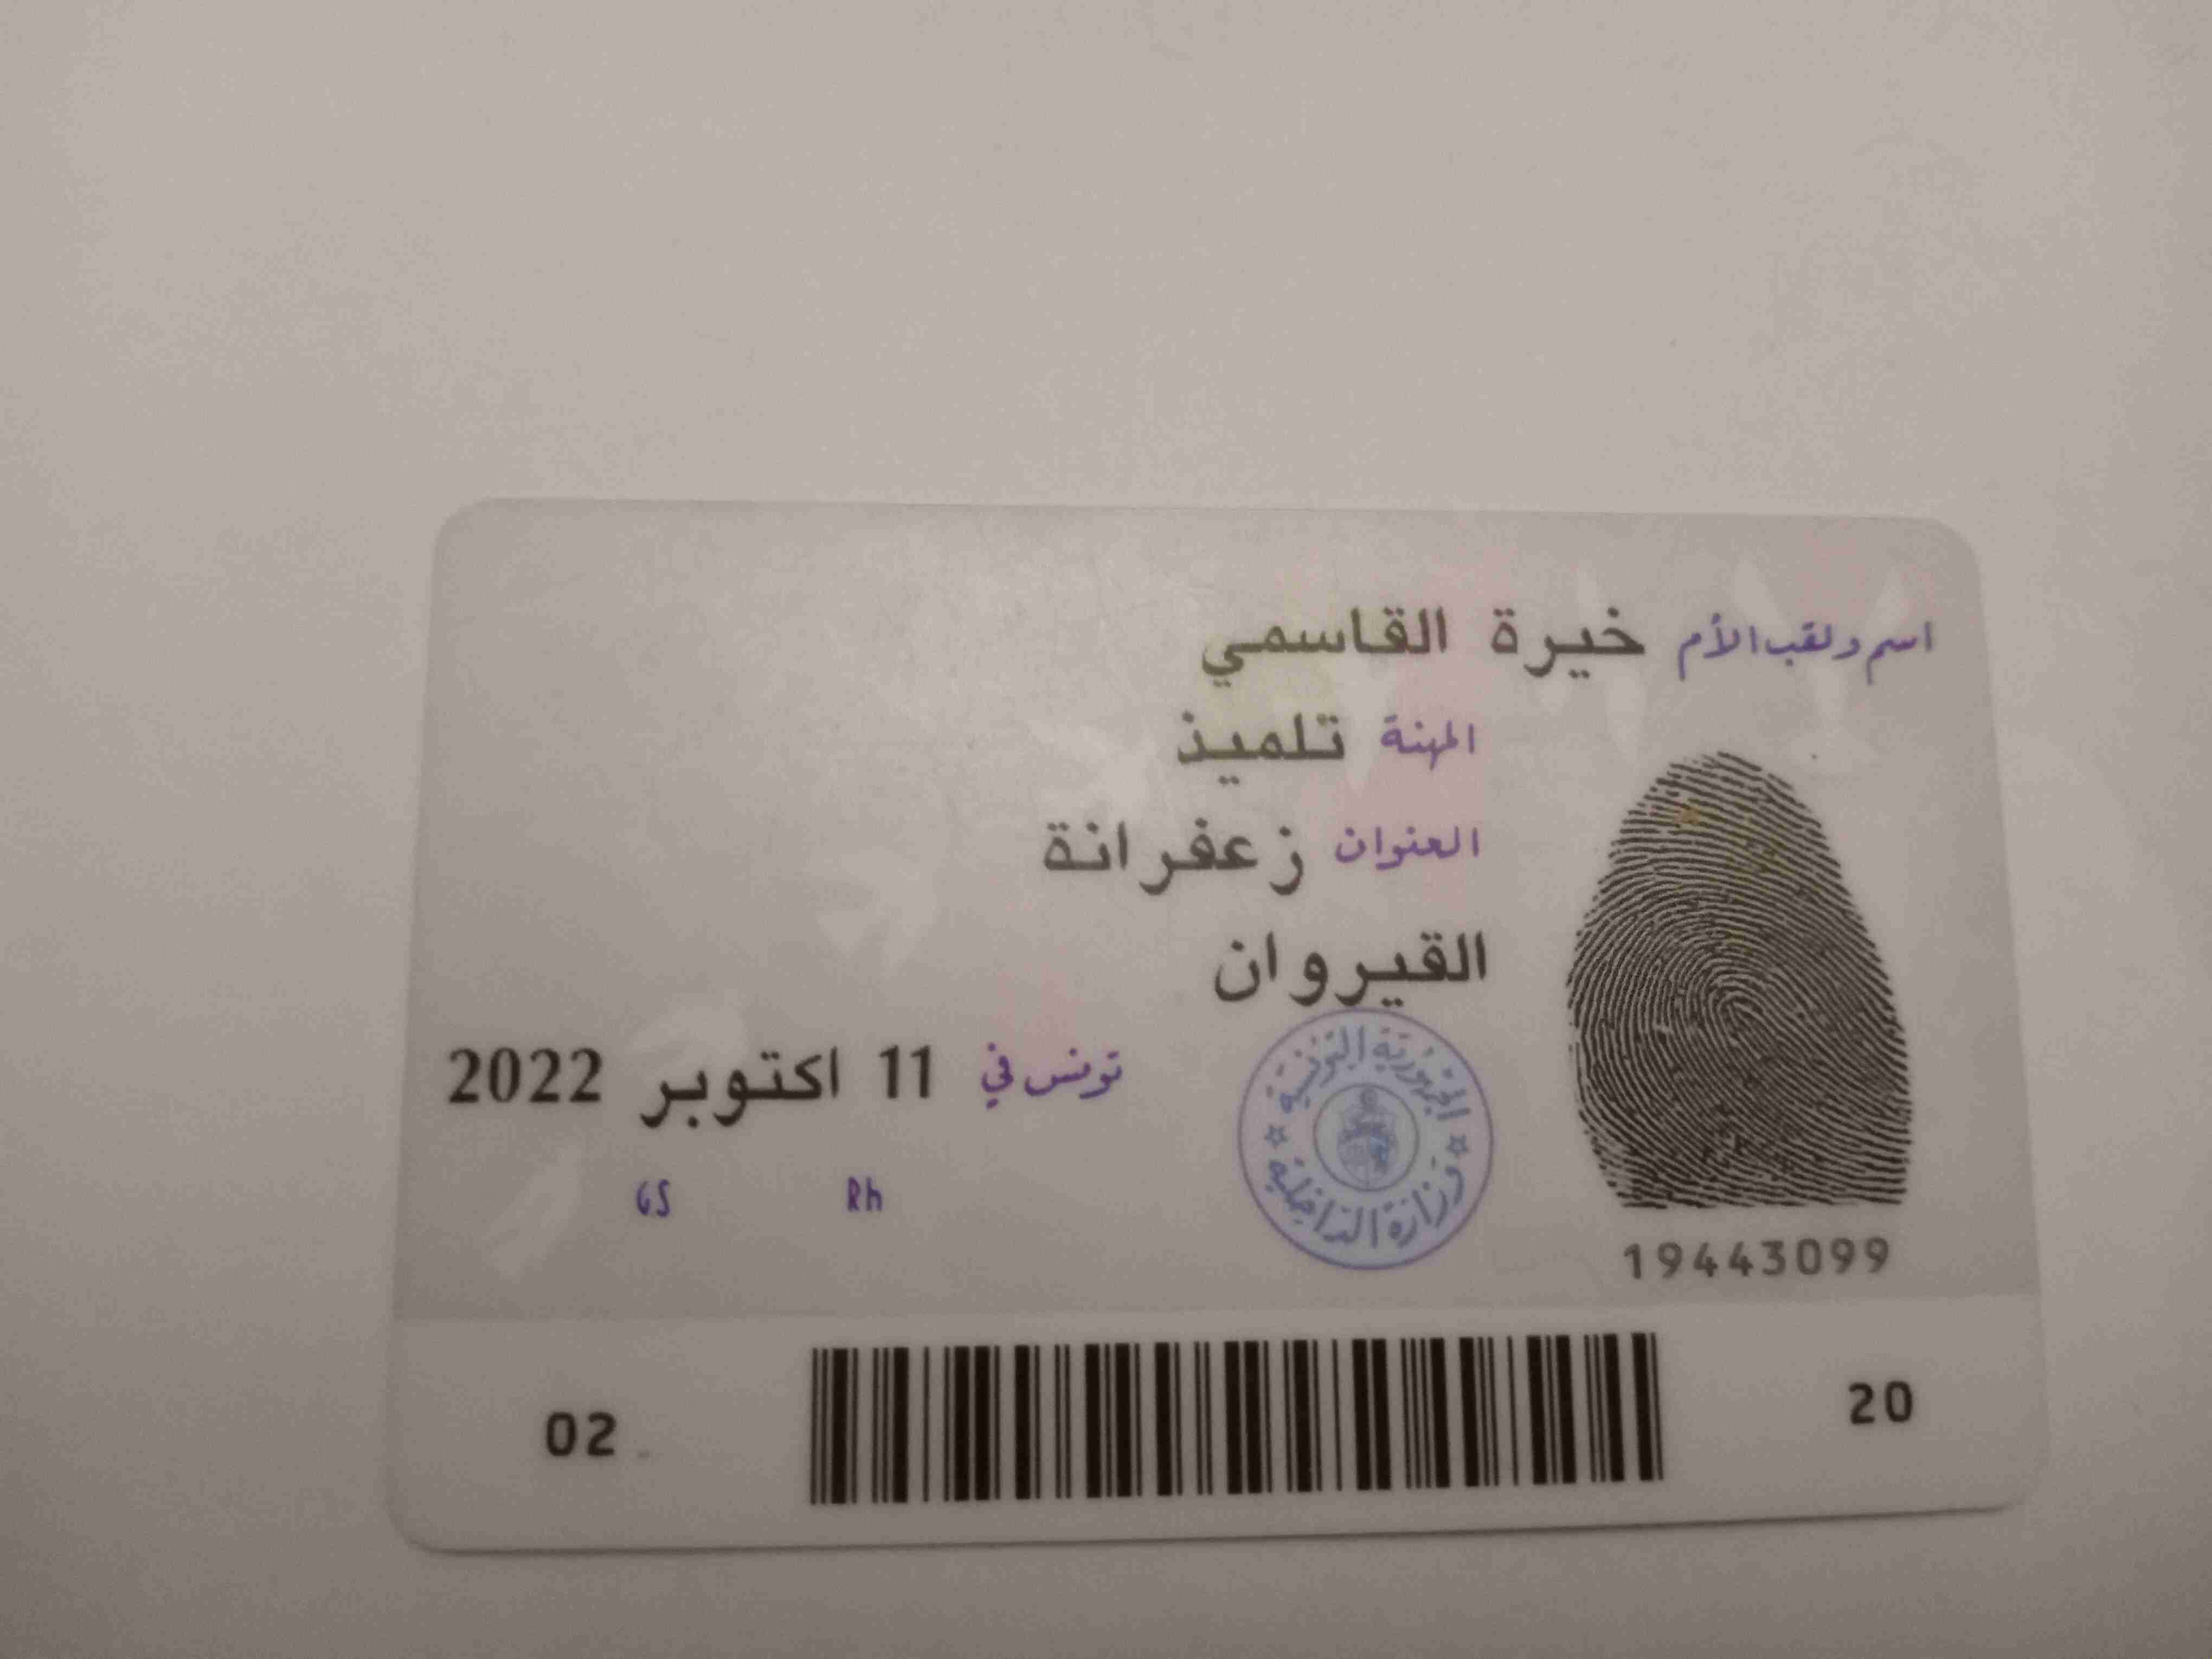 اسم ولقب الأم خيرة القاسمي
المهنة تلميذ
العنوان زعفرانة
القيروان
تونس في 11 اكتوبر 2022
الجمهورية التونسية
وزارة الداخلية
GS Rh
19443099
02 20